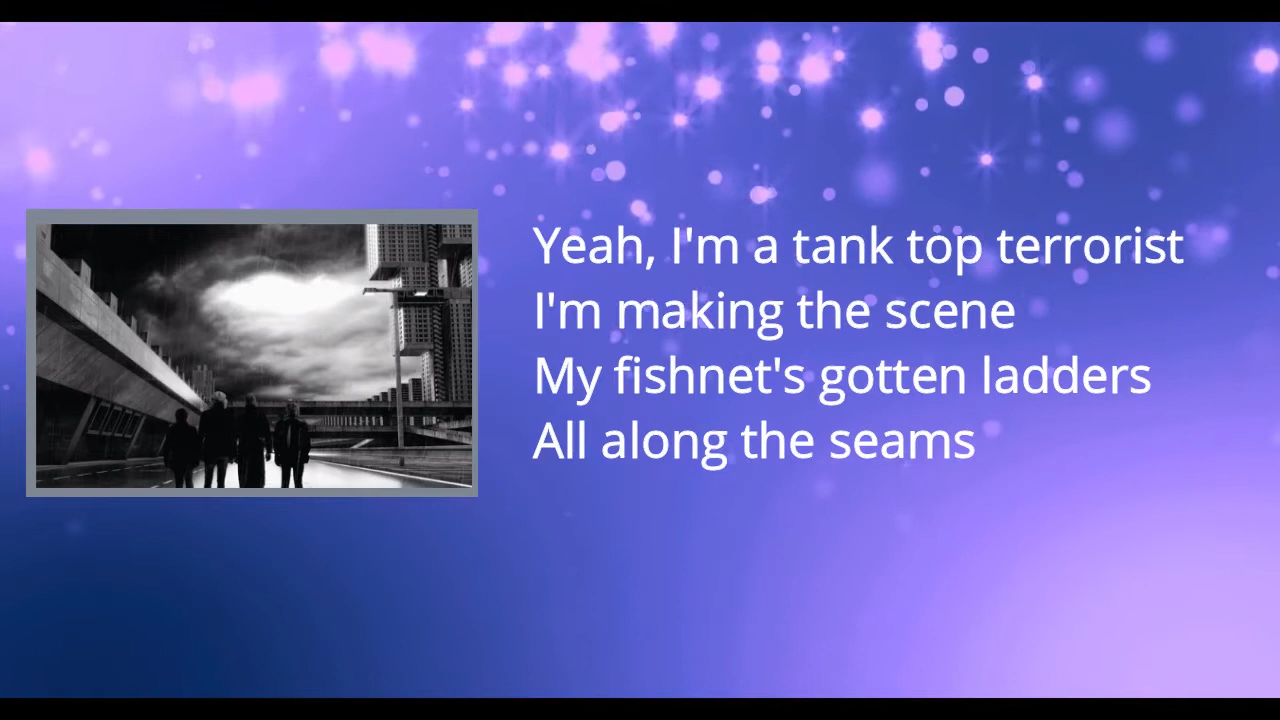 Yeah, I'm a tank top terrorist
I'm making the scene
My fishnet's gotten ladders
All along the seams